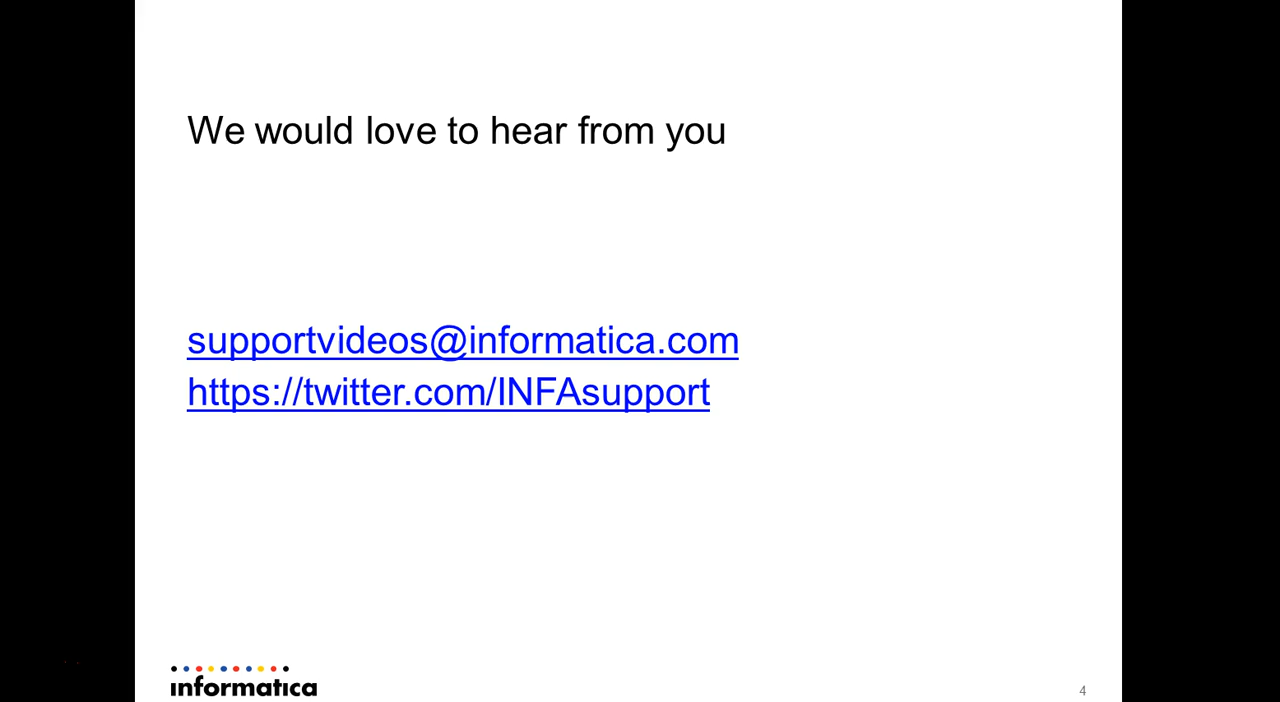 We would love to hear from you
supportvideos@informatica.com
https://twitter.com/INFAsupport
informatica
4